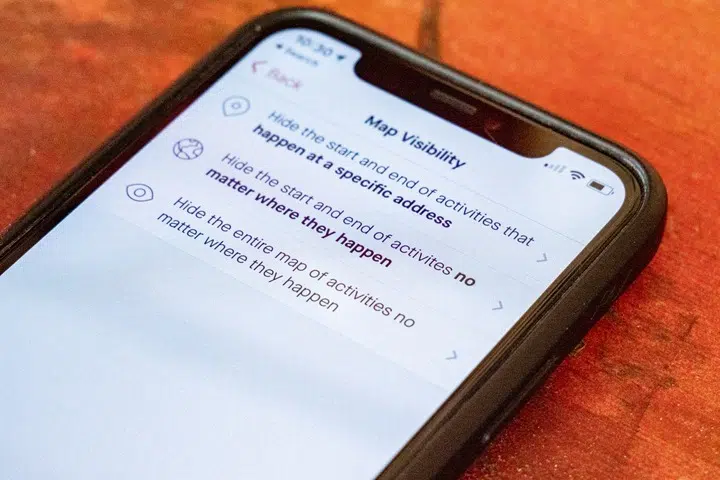 10:30
Search
Back
Map Visibility
Hide the start and end of activities that
happen at a specific address
Hide the start and end of activites no
matter where they happen
Hide the entire map of activities no
matter where they happen